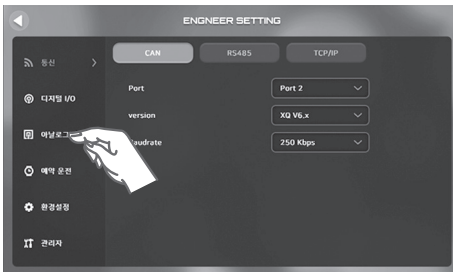 ENGNEER SETTING
통신
디지털 I/O
아날로그
예약 운전
환경설정
관리자
CAN
RS485
TCP/IP
Port
Port 2
version
XQ V6.x
audrate
250 Kbps